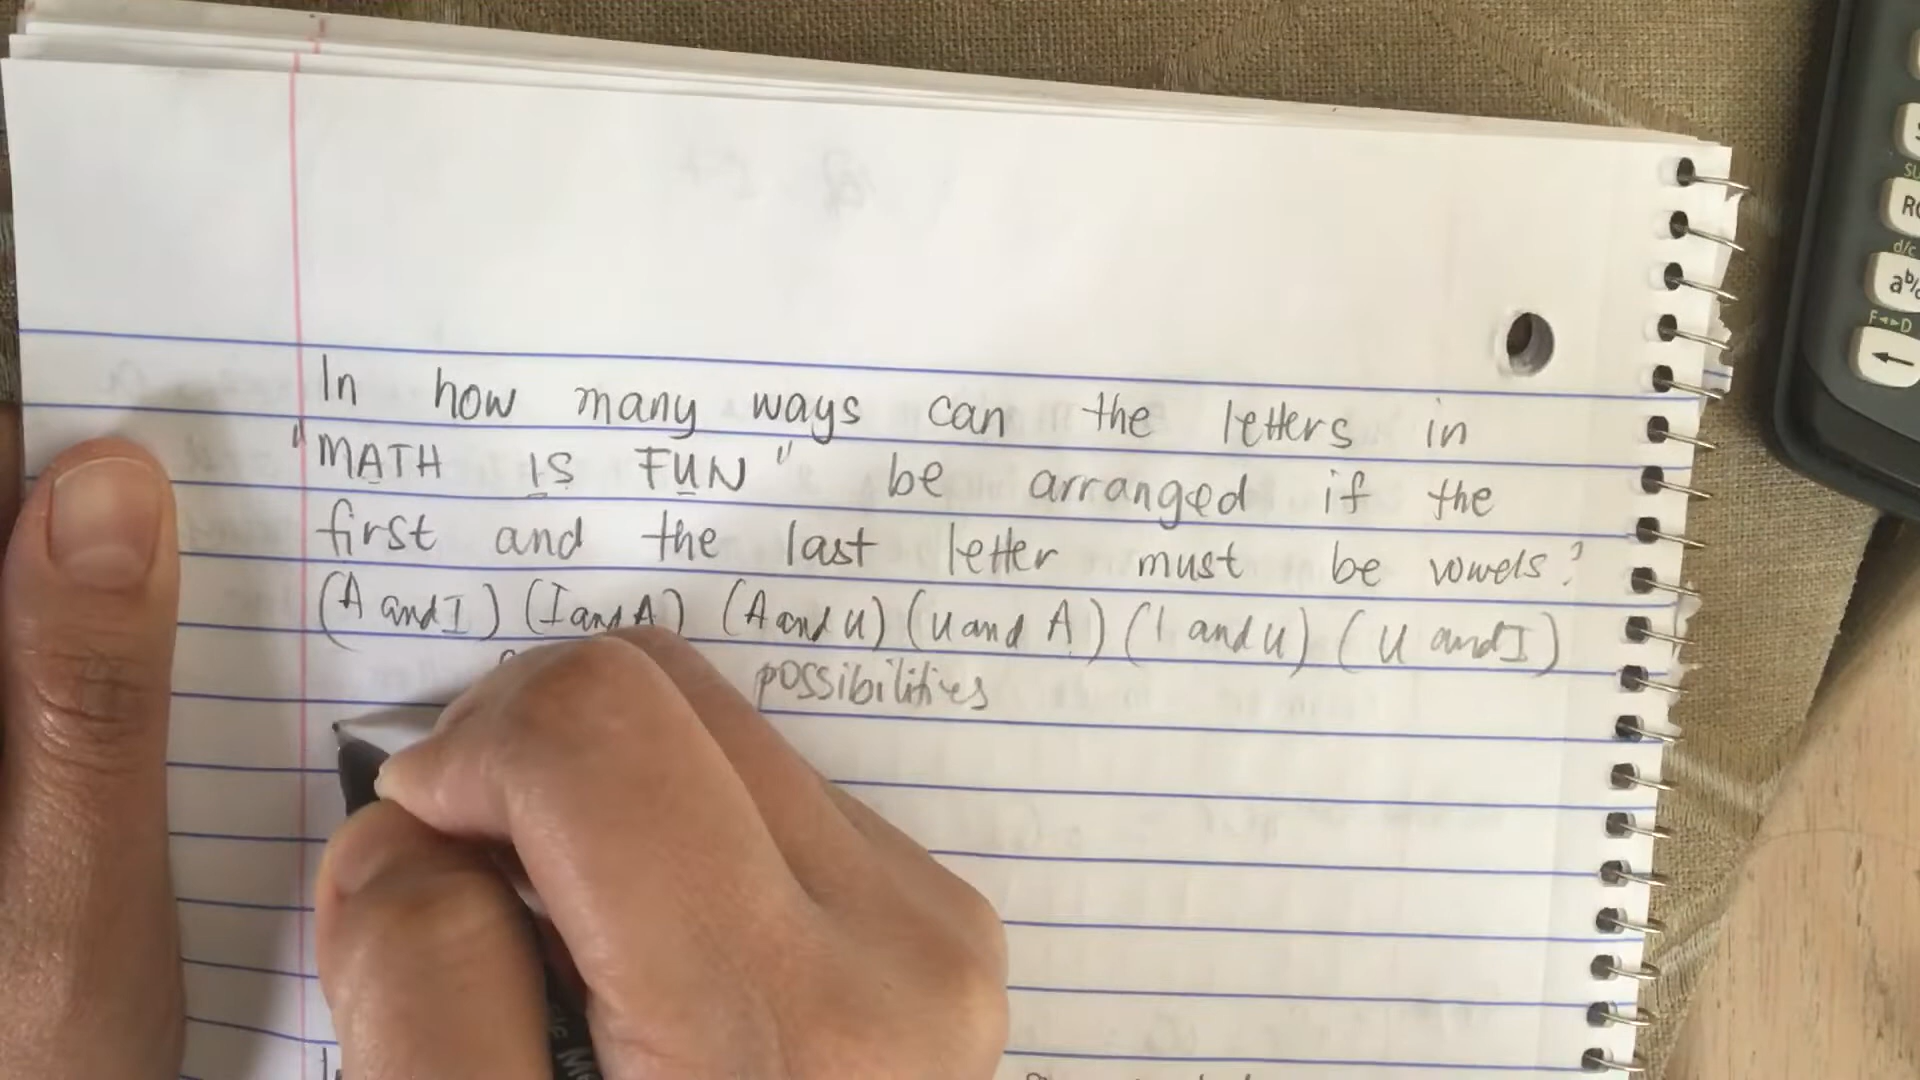 In how many ways can the letters in
"MATH IS FUN" be arranged if the
first and the last letter must be vowels?
(A and I) (I and A) (A and U) (U and A) (I and U) (U and I)
possibilities